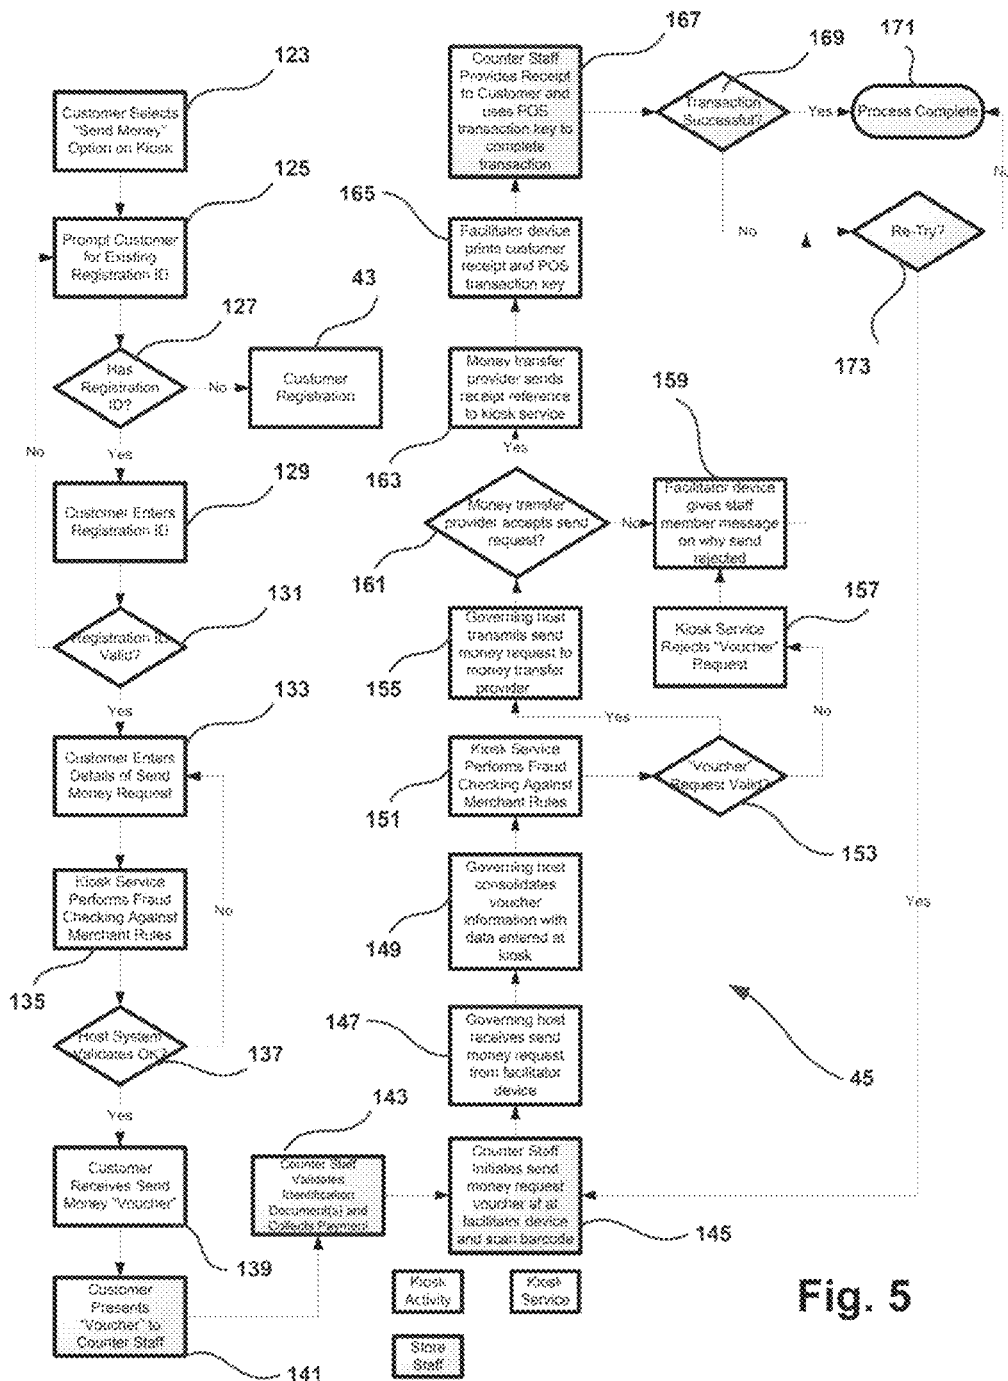 123
Customer Selects
"Send Money"
Option on Kiosk
125
Prompt Customer
for Existing
Registration ID
127
Has
Registration
ID?
No
43
Customer
Registration
No
Yes
129
Customer Enters
Registration ID
131
Registration ID
Valid?
Yes
133
Customer Enters
Details of Send
Money Request
Kiosk Service
Performs Fraud
Checking Against
Merchant Rules
No
135
Host System
Validates OK?
137
Yes
Customer
Receives Send
Money "Voucher"
139
Customer
Presents
"Voucher" to
Counter Staff
141
143
Counter Staff
Validates
Identification
Document(s) and
Collects Payment
Counter Staff
Initiates send
money request
voucher at at
facilitator device
and scan barcode
145
147
Governing host
receives send
money request
from facilitator
device
149
Governing host
consolidates
voucher
information with
data entered at
kiosk
151
Kiosk Service
Performs Fraud
Checking Against
Merchant Rules
"Voucher"
Request Valid?
153
Yes
No
155
Governing host
transmits send
money request to
money transfer
provider
157
Kiosk Service
Rejects "Voucher"
Request
159
Facilitator device
gives staff
member message
on why send
rejected
161
Money transfer
provider accepts send
request?
No
Yes
163
Money transfer
provider sends
receipt reference
to kiosk service
165
Facilitator device
prints customer
receipt and POS
transaction key
167
Counter Staff
Provides Receipt
to Customer and
uses POS
transaction key to
complete
transaction
169
Transaction
Successful?
Yes
171
Process Complete
No
Re-Try?
No
173
Yes
45
Kiosk
Activity
Kiosk
Service
Store
Staff
Fig. 5